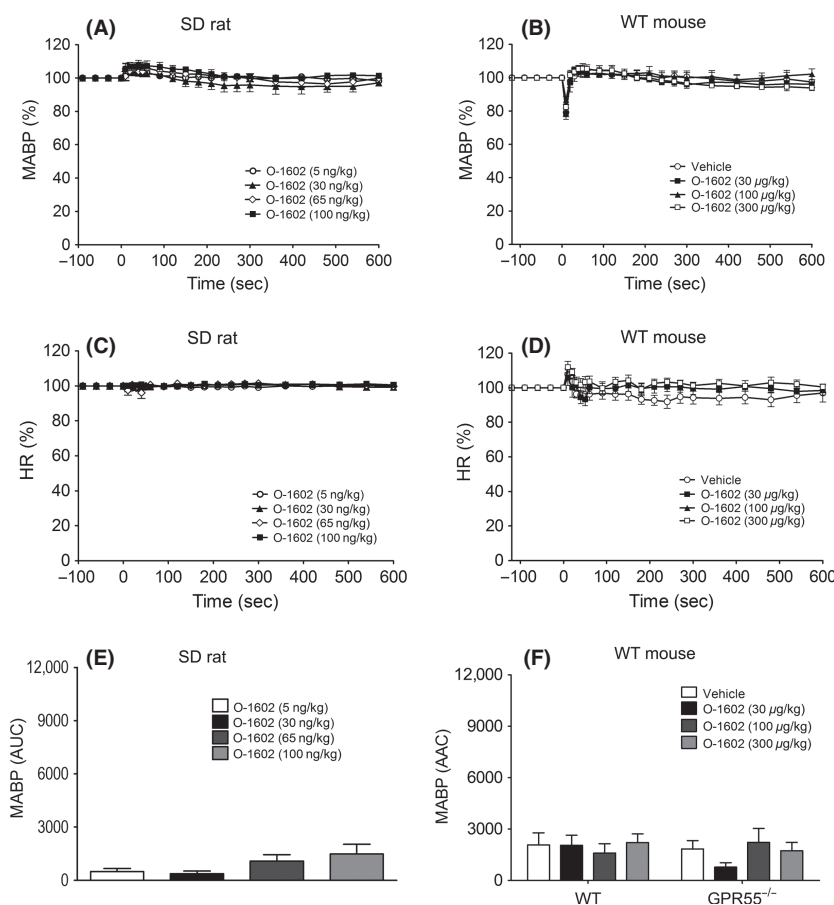 (A)
SD rat
120
100
80
60
40
20
0
MABP (%)
O-1602 (5 ng/kg)
O-1602 (30 ng/kg)
O-1602 (65 ng/kg)
O-1602 (100 ng/kg)
–100 0 100 200 300 400 500 600
Time (sec)
(B)
WT mouse
120
100
80
60
40
20
0
MABP (%)
Vehicle
O-1602 (30 µg/kg)
O-1602 (100 µg/kg)
O-1602 (300 µg/kg)
–100 0 100 200 300 400 500 600
Time (sec)
(C)
SD rat
120
100
80
60
40
20
0
HR (%)
O-1602 (5 ng/kg)
O-1602 (30 ng/kg)
O-1602 (65 ng/kg)
O-1602 (100 ng/kg)
–100 0 100 200 300 400 500 600
Time (sec)
(D)
WT mouse
120
100
80
60
40
20
0
HR (%)
Vehicle
O-1602 (30 µg/kg)
O-1602 (100 µg/kg)
O-1602 (300 µg/kg)
–100 0 100 200 300 400 500 600
Time (sec)
(E)
SD rat
12,000
9000
6000
3000
0
MABP (AUC)
O-1602 (5 ng/kg)
O-1602 (30 ng/kg)
O-1602 (65 ng/kg)
O-1602 (100 ng/kg)
(F)
WT mouse
12,000
9000
6000
3000
0
MABP (AAC)
Vehicle
O-1602 (30 µg/kg)
O-1602 (100 µg/kg)
O-1602 (300 µg/kg)
WT GPR55⁻/⁻